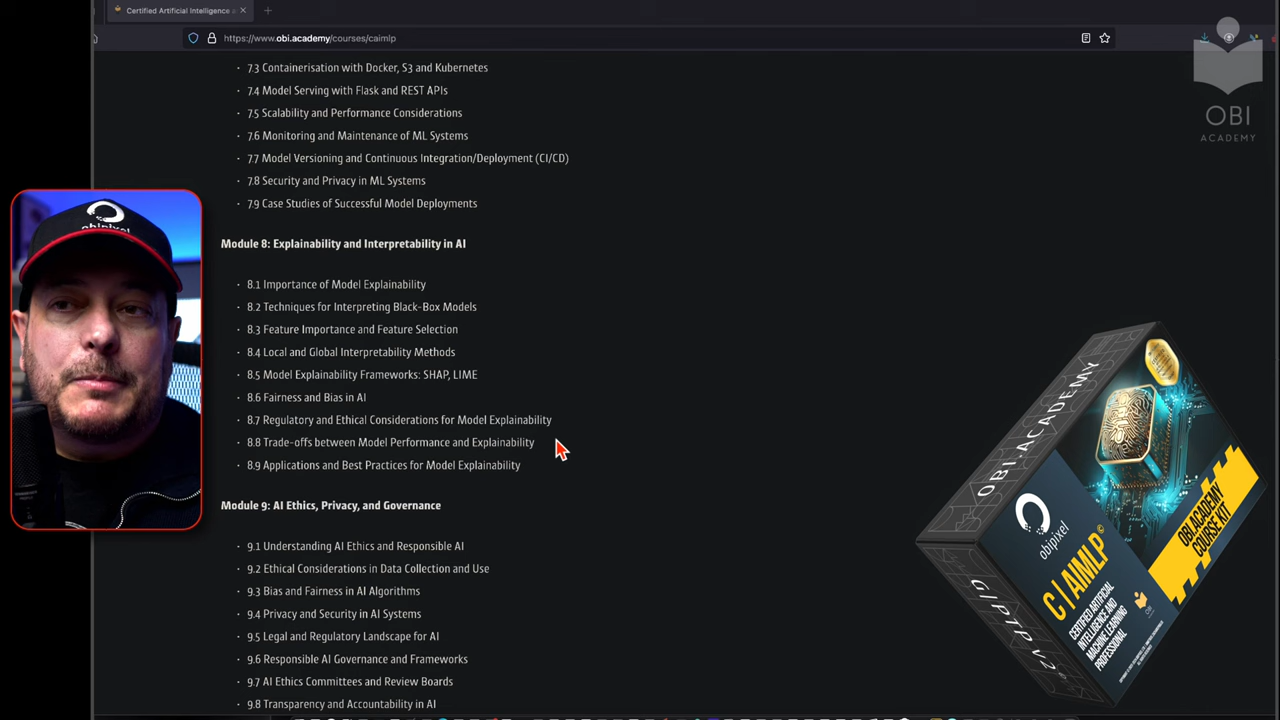 Certified Artificial Intelligence a
https://www.obi.academy/courses/caimlp
OBI
ACADEMY
7.3 Containerisation with Docker, S3 and Kubernetes
7.4 Model Serving with Flask and REST APIs
7.5 Scalability and Performance Considerations
7.6 Monitoring and Maintenance of ML Systems
7.7 Model Versioning and Continuous Integration/Deployment (CI/CD)
7.8 Security and Privacy in ML Systems
7.9 Case Studies of Successful Model Deployments
Module 8: Explainability and Interpretability in AI
8.1 Importance of Model Explainability
8.2 Techniques for Interpreting Black-Box Models
8.3 Feature Importance and Feature Selection
8.4 Local and Global Interpretability Methods
8.5 Model Explainability Frameworks: SHAP, LIME
8.6 Fairness and Bias in AI
8.7 Regulatory and Ethical Considerations for Model Explainability
8.8 Trade-offs between Model Performance and Explainability
8.9 Applications and Best Practices for Model Explainability
Module 9: AI Ethics, Privacy, and Governance
9.1 Understanding AI Ethics and Responsible AI
9.2 Ethical Considerations in Data Collection and Use
9.3 Bias and Fairness in AI Algorithms
9.4 Privacy and Security in AI Systems
9.5 Legal and Regulatory Landscape for AI
9.6 Responsible AI Governance and Frameworks
9.7 AI Ethics Committees and Review Boards
9.8 Transparency and Accountability in AI
obipixel
OBI-ACADEMY
G|PTP V2©
obipixel
C|AIMLP©
CERTIFIED ARTIFICIAL
INTELLIGENCE AND
MACHINE LEARNING
PROFESSIONAL
OBI ACADEMY
COURSE KIT